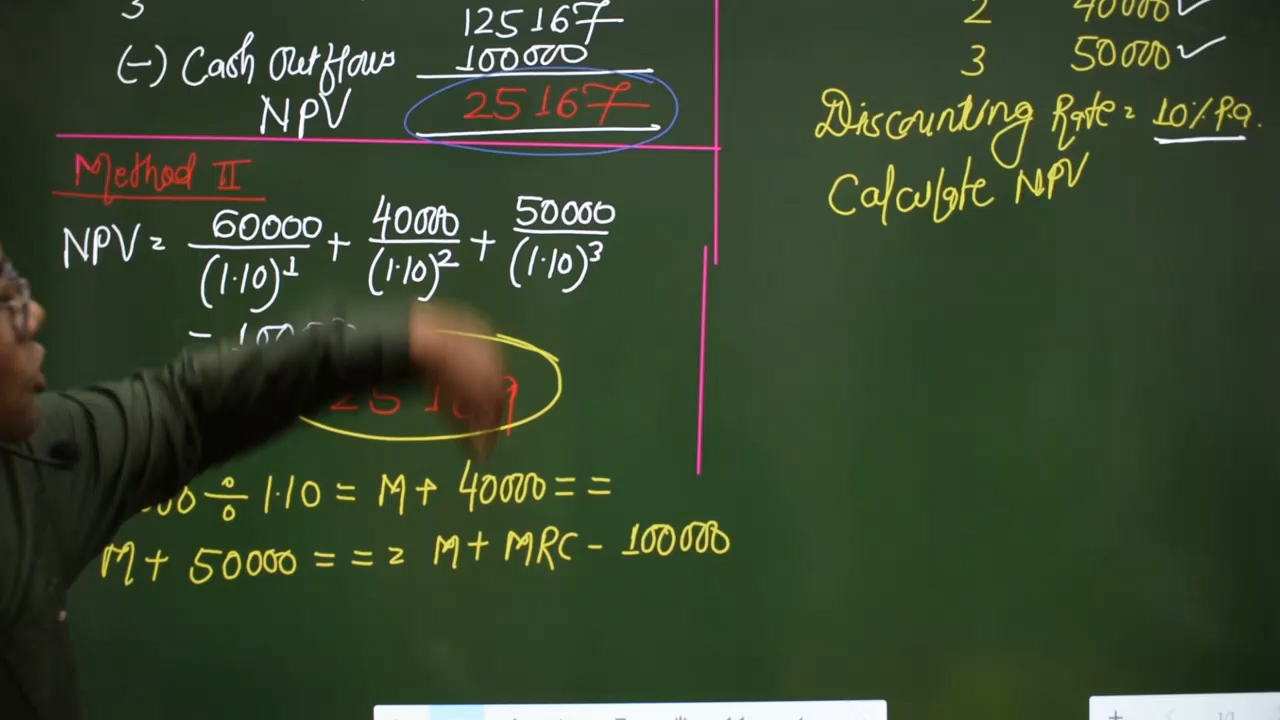 3
125167
(-) Cash Outflows 100000
NPV 25167
Method II
NPV = 60000/(1.10)^1 + 40000/(1.10)^2 + 50000/(1.10)^3
÷ 1.10 = M+ 40000 = =
M+ 50000 = = = M+ MRC - 100000
2 40000 ✓
3 50000 ✓
Discounting Rate = 10% P.a.
Calculate NPV